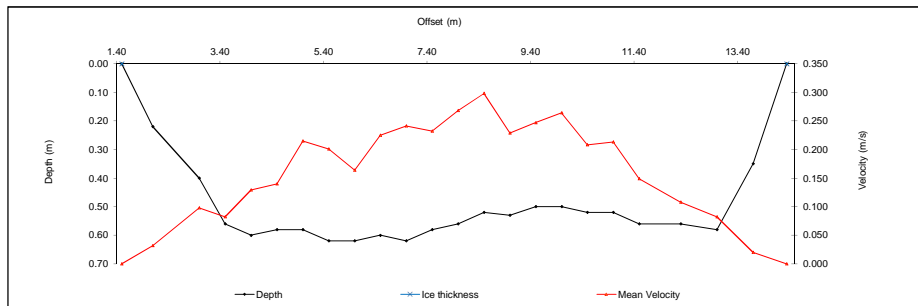 Offset (m)
1.40 3.40 5.40 7.40 9.40 11.40 13.40
0.00 0.350
0.10 0.300
0.20 0.250
0.30 0.200
0.40 0.150
0.50 0.100
0.60 0.050
0.70 0.000
Depth (m)
Velocity (m/s)
Depth Ice thickness Mean Velocity